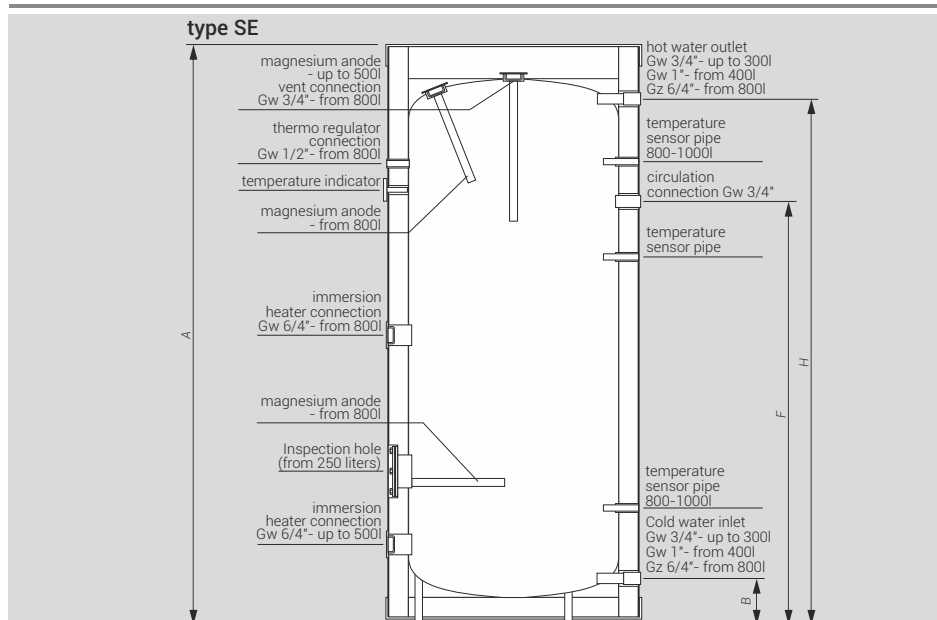 type SE
magnesium anode
- up to 500l
vent connection
Gw 3/4"- from 800l
thermo regulator
connection
Gw 1/2"- from 800l
temperature indicator
magnesium anode
- from 800l
immersion
heater connection
Gw 6/4"- from 800l
magnesium anode
- from 800l
Inspection hole
(from 250 liters)
immersion
heater connection
Gw 6/4"- up to 500l
A
hot water outlet
Gw 3/4"- up to 300l
Gw 1"- from 400l
Gz 6/4"- from 800l
temperature
sensor pipe
800-1000l
circulation
connection Gw 3/4"
temperature
sensor pipe
H
F
temperature
sensor pipe
800-1000l
Cold water inlet
Gw 3/4"- up to 300l
Gw 1"- from 400l
Gz 6/4"- from 800l
B